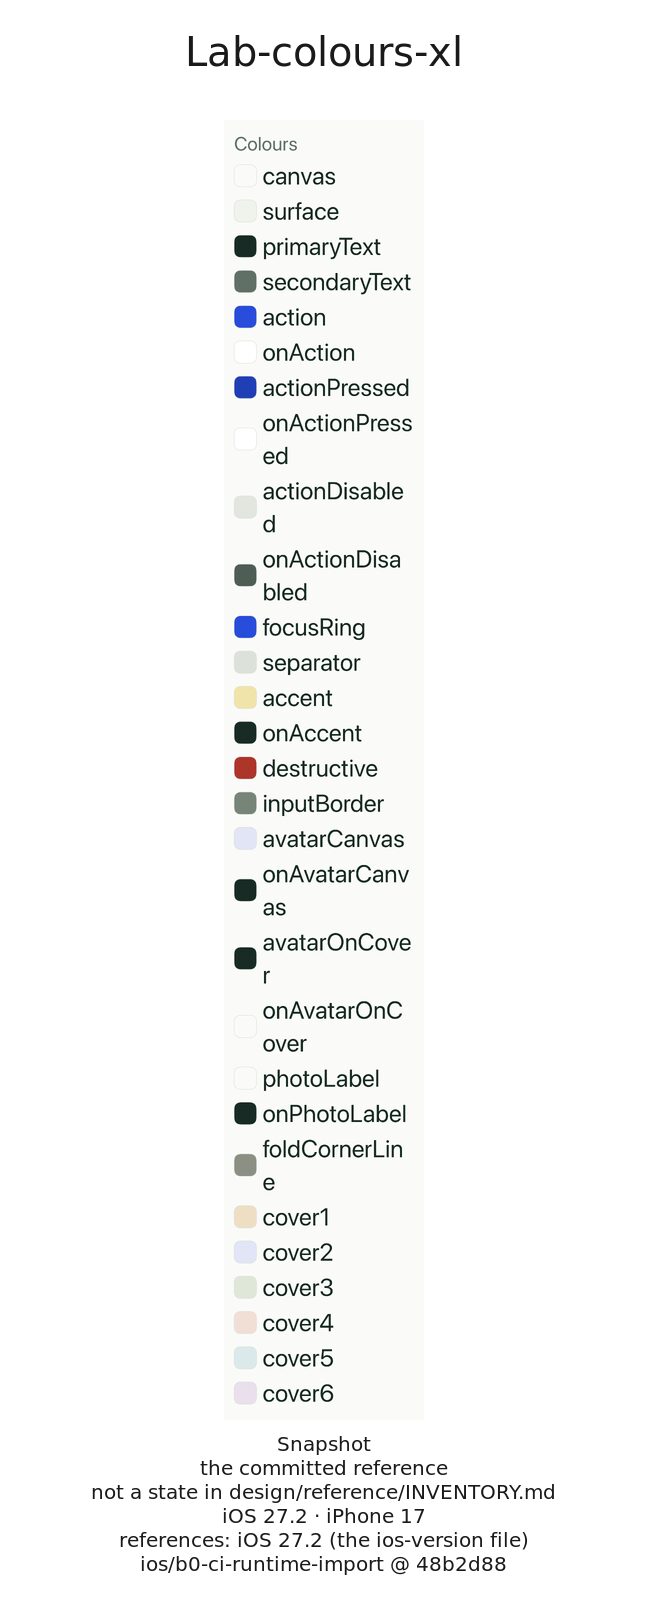 Lab-colours-xl
Colours
canvas
surface
primaryText
secondaryText
action
onAction
actionPressed
onActionPress
ed
actionDisable
d
onActionDisa
bled
focusRing
separator
accent
onAccent
destructive
inputBorder
avatarCanvas
onAvatarCanv
as
avatarOnCove
r
onAvatarOnC
over
photoLabel
onPhotoLabel
foldCornerLin
e
cover1
cover2
cover3
cover4
cover5
cover6
Snapshot
the committed reference
not a state in design/reference/INVENTORY.md
iOS 27.2 · iPhone 17
references: iOS 27.2 (the ios-version file)
ios/b0-ci-runtime-import @ 48b2d88